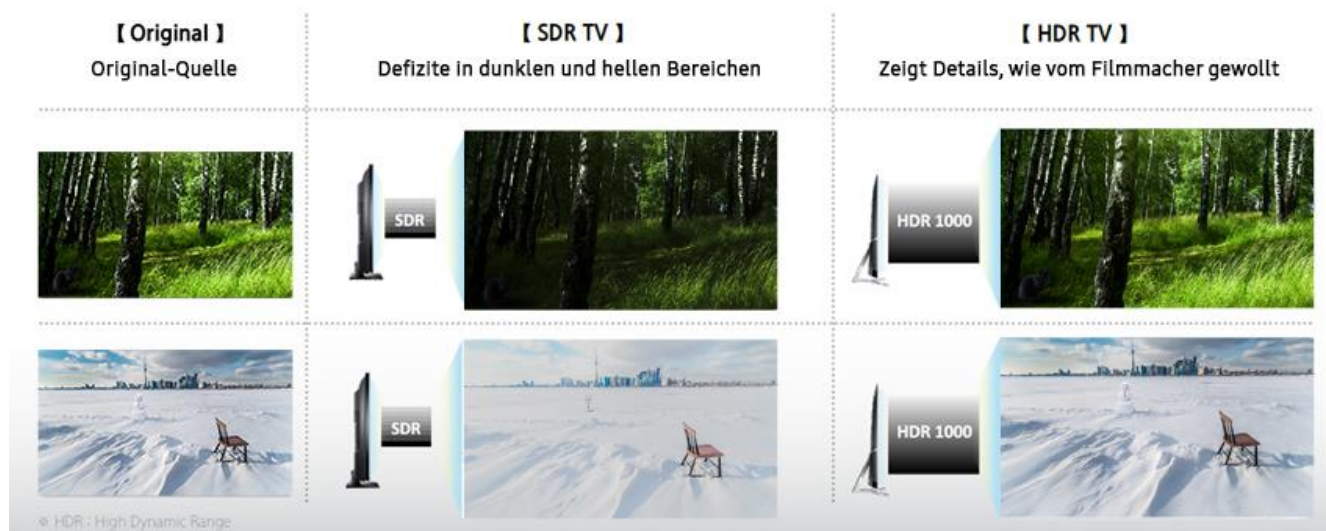 【 Original 】
Original-Quelle
【 SDR TV 】
Defizite in dunklen und hellen Bereichen
【 HDR TV 】
Zeigt Details, wie vom Filmmacher gewollt
SDR
HDR 1000
SDR
HDR 1000
※ HDR : High Dynamic Range